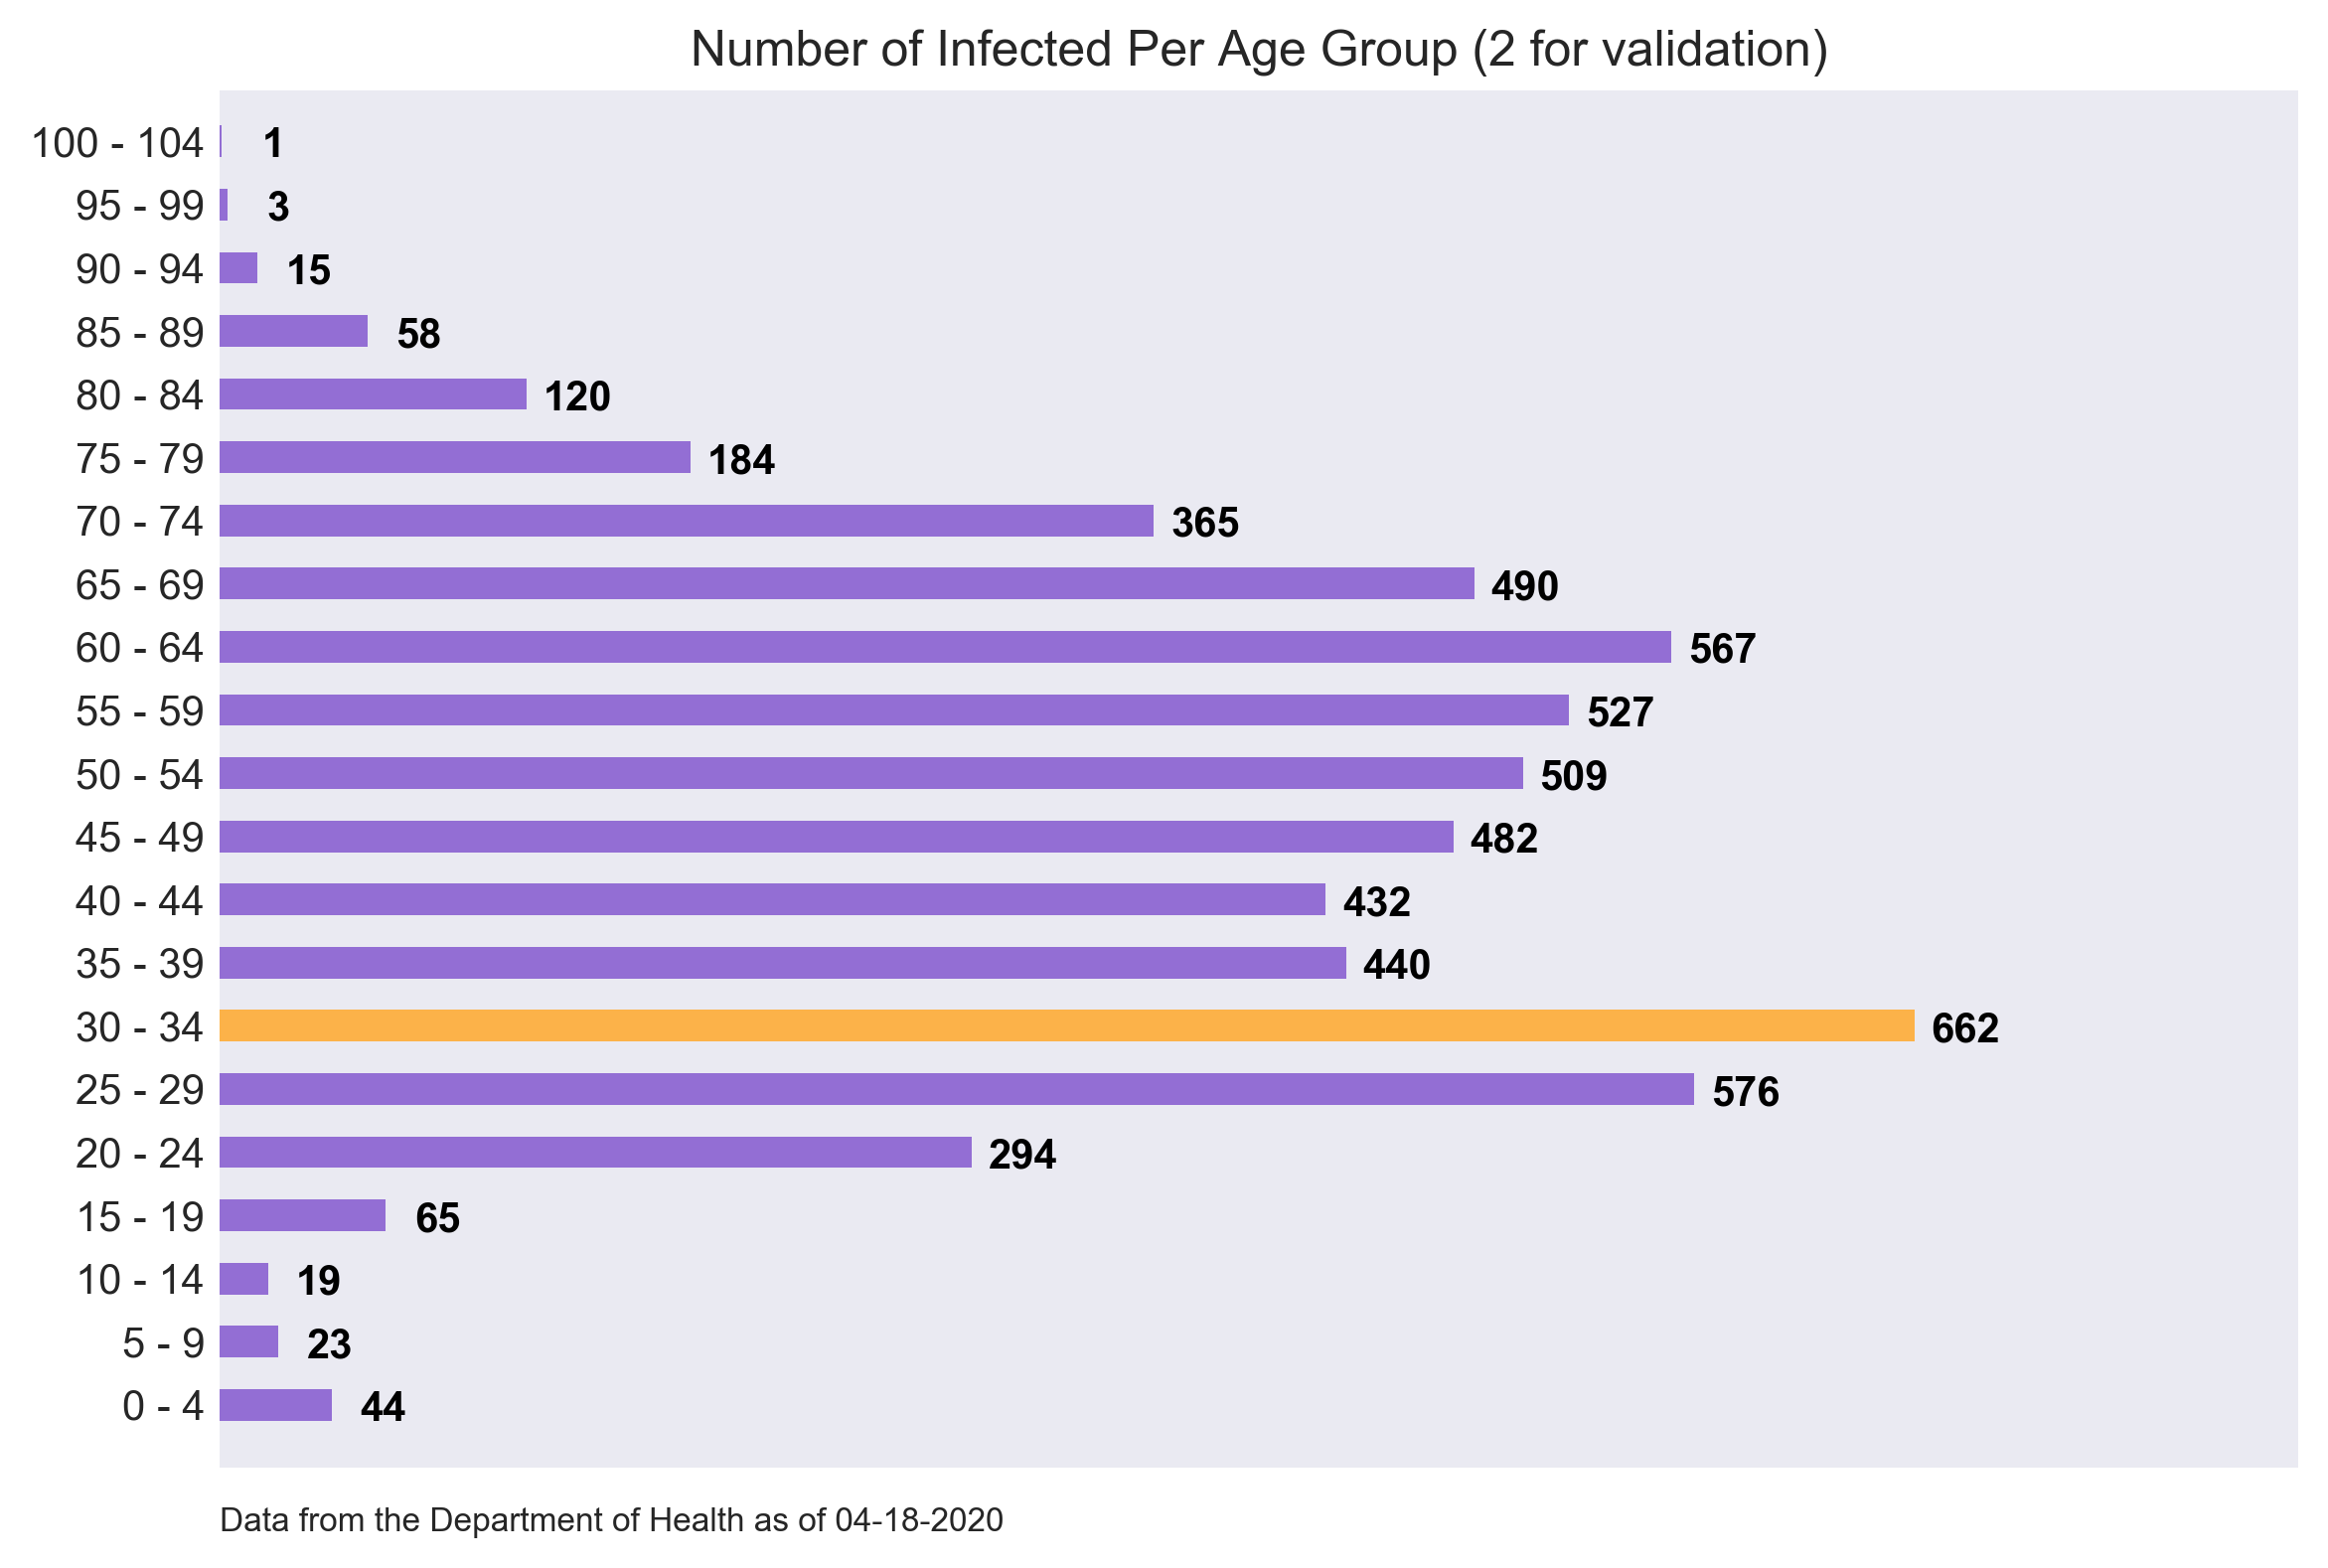 Number of Infected Per Age Group (2 for validation)
100 - 104 1
95 - 99 3
90 - 94 15
85 - 89 58
80 - 84 120
75 - 79 184
70 - 74 365
65 - 69 490
60 - 64 567
55 - 59 527
50 - 54 509
45 - 49 482
40 - 44 432
35 - 39 440
30 - 34 662
25 - 29 576
20 - 24 294
15 - 19 65
10 - 14 19
5 - 9 23
0 - 4 44
Data from the Department of Health as of 04-18-2020